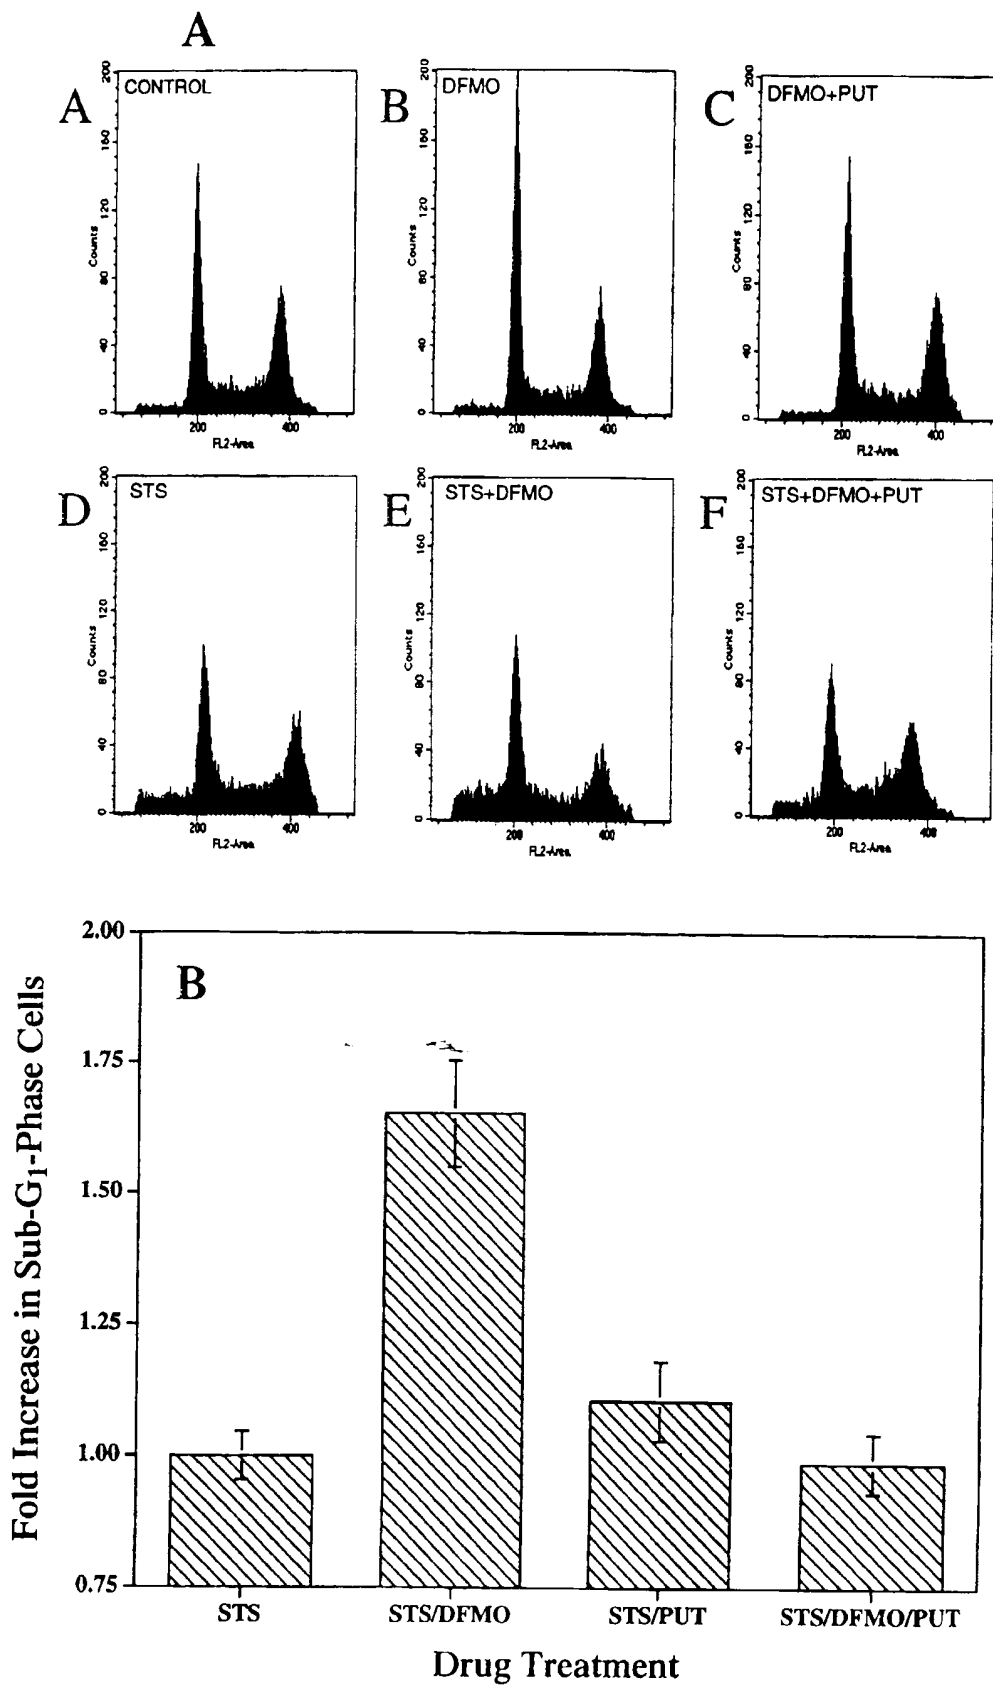 A
A
CONTROL
200
160
120
80
40
0
Counts
200
400
FL2-Area
B
DFMO
200
160
120
80
40
0
Counts
200
400
FL2-Area
C
DFMO+PUT
200
160
120
80
40
0
Counts
200
400
FL2-Area
D
STS
200
160
120
80
40
0
Counts
200
400
FL2-Area
E
STS+DFMO
200
160
120
80
40
0
Counts
200
400
FL2-Area
F
STS+DFMO+PUT
200
160
120
80
40
0
Counts
200
400
FL2-Area
B
Fold Increase in Sub-G1-Phase Cells
2.00
1.75
1.50
1.25
1.00
0.75
STS
STS/DFMO
STS/PUT
STS/DFMO/PUT
Drug Treatment